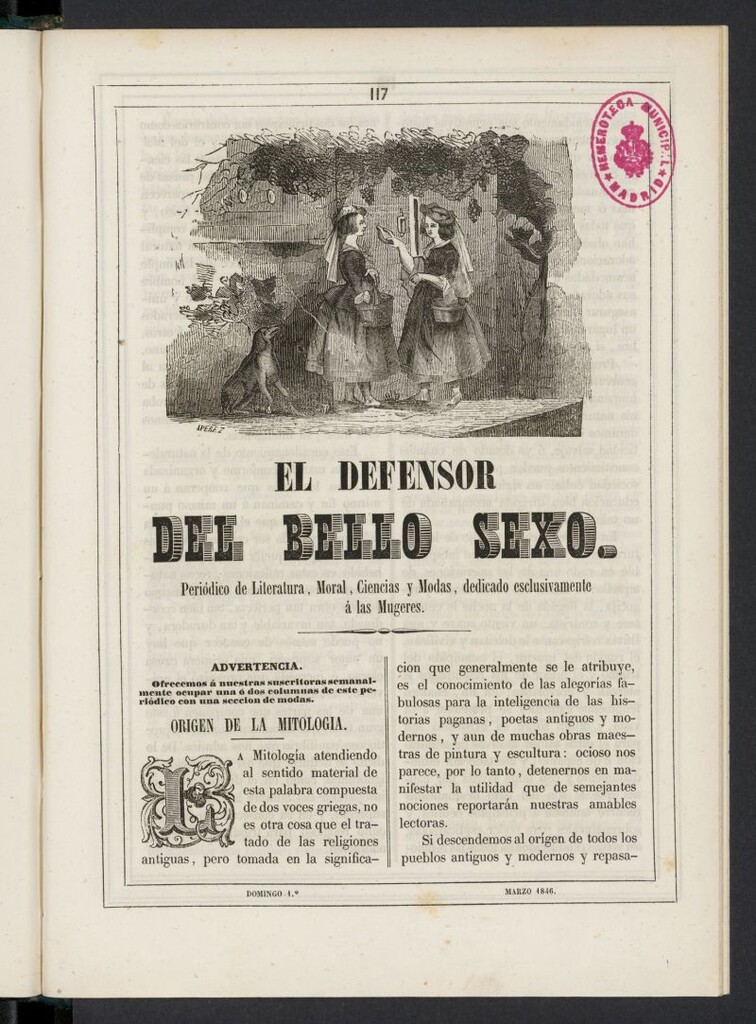 117
HEMEROTECA MUNICIPAL
MADRID
EL DEFENSOR
DEL BELLO SEXO.
Periódico de Literatura, Moral, Ciencias y Modas, dedicado esclusivamente
á las Mugeres.
ADVERTENCIA.
Ofrecemos á nuestras suscritoras semanal-
mente ocupar una ó dos columnas de este pe-
riódico con una seccion de modas.
ORIGEN DE LA MITOLOGIA.
LA Mitología atendiendo
al sentido material de
esta palabra compuesta
de dos voces griegas, no
es otra cosa que el tra-
tado de las religiones
antiguas, pero tomada en la significa-
cion que generalmente se le atribuye,
es el conocimiento de las alegorías fa-
bulosas para la inteligencia de las his-
torias paganas, poetas antiguos y mo-
dernos, y aun de muchas obras maes-
tras de pintura y escultura: ocioso nos
parece, por lo tanto, detenernos en ma-
nifestar la utilidad que de semejantes
nociones reportarán nuestras amables
lectoras.
Si descendemos al orígen de todos los
pueblos antiguos y modernos y repasa-
DOMINGO 1.º
MARZO 1846.